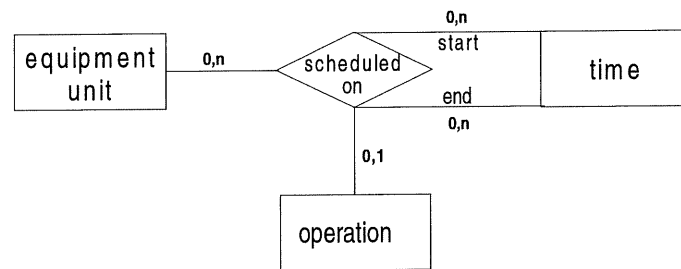 equipment
unit
0,n
scheduled
on
0,n
start
end
0,n
time
0,1
operation